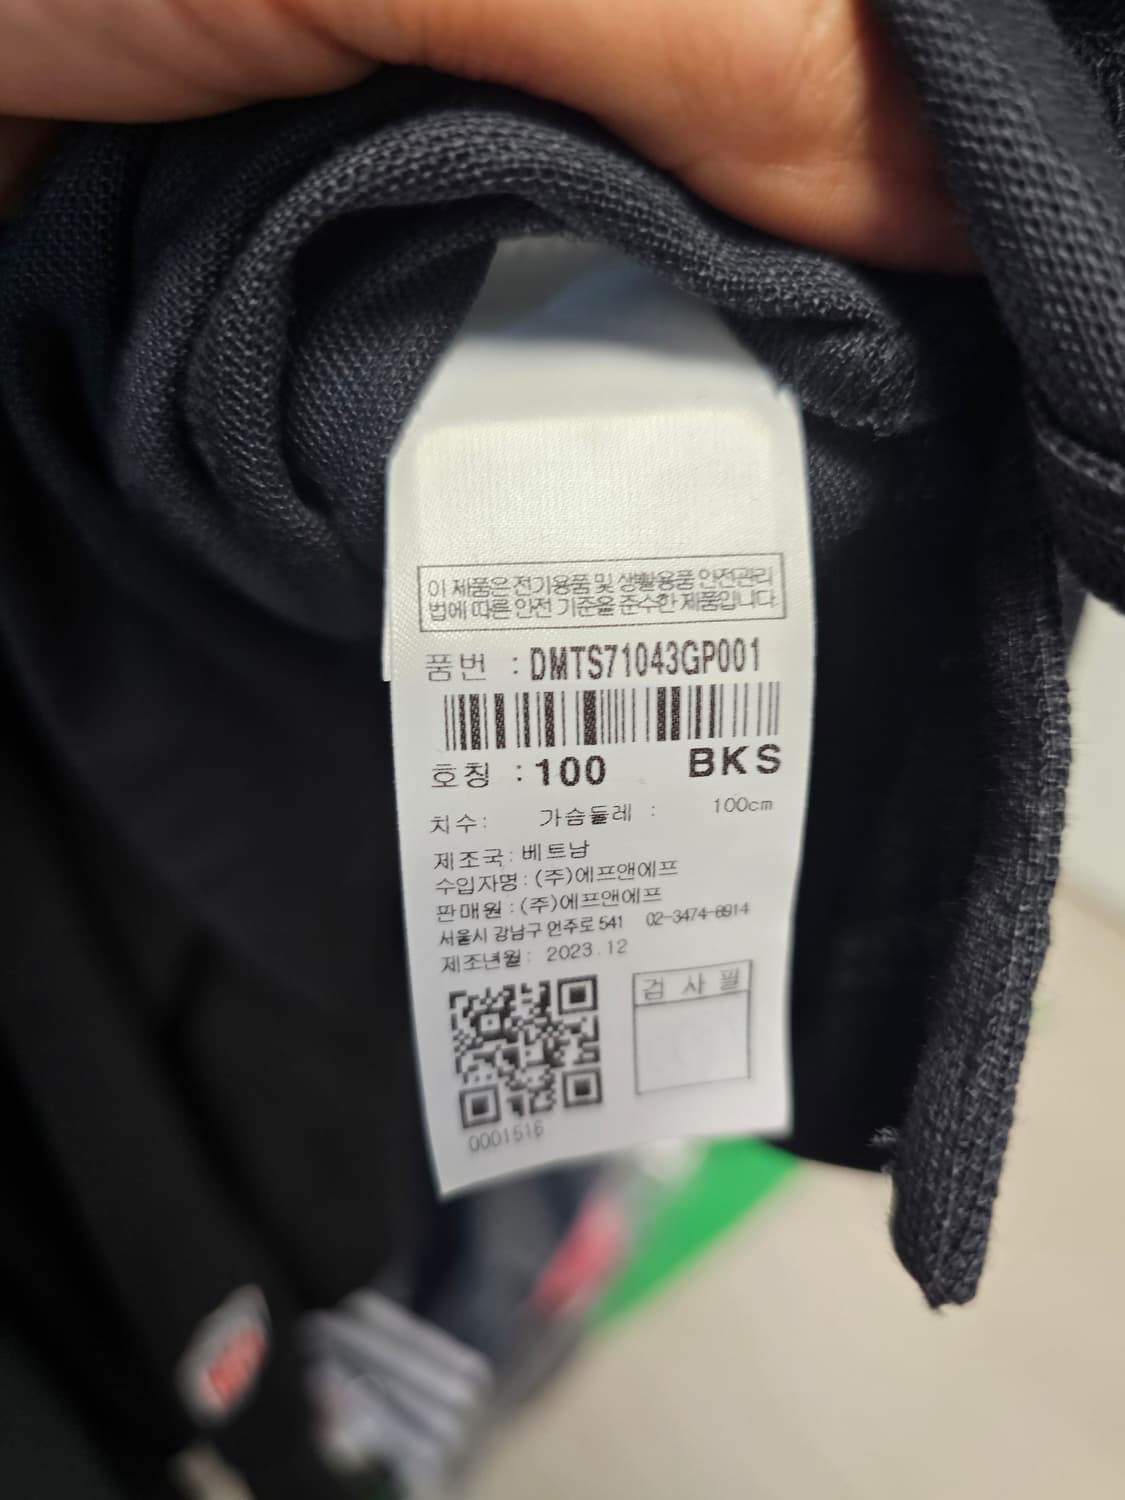 이 제품은 전기용품 및 생활용품 안전관리
법에 따른 안전 기준을 준수한 제품입니다.
품번 : DMTS71043GP001
호칭 : 100 BKS
치수: 가슴둘레 : 100cm
제조국: 베트남
수입자명 : (주)에프앤에프
판매원 : (주)에프앤에프
서울시 강남구 언주로 541 02-3474-8914
제조년월: 2023.12
검사필
0001516